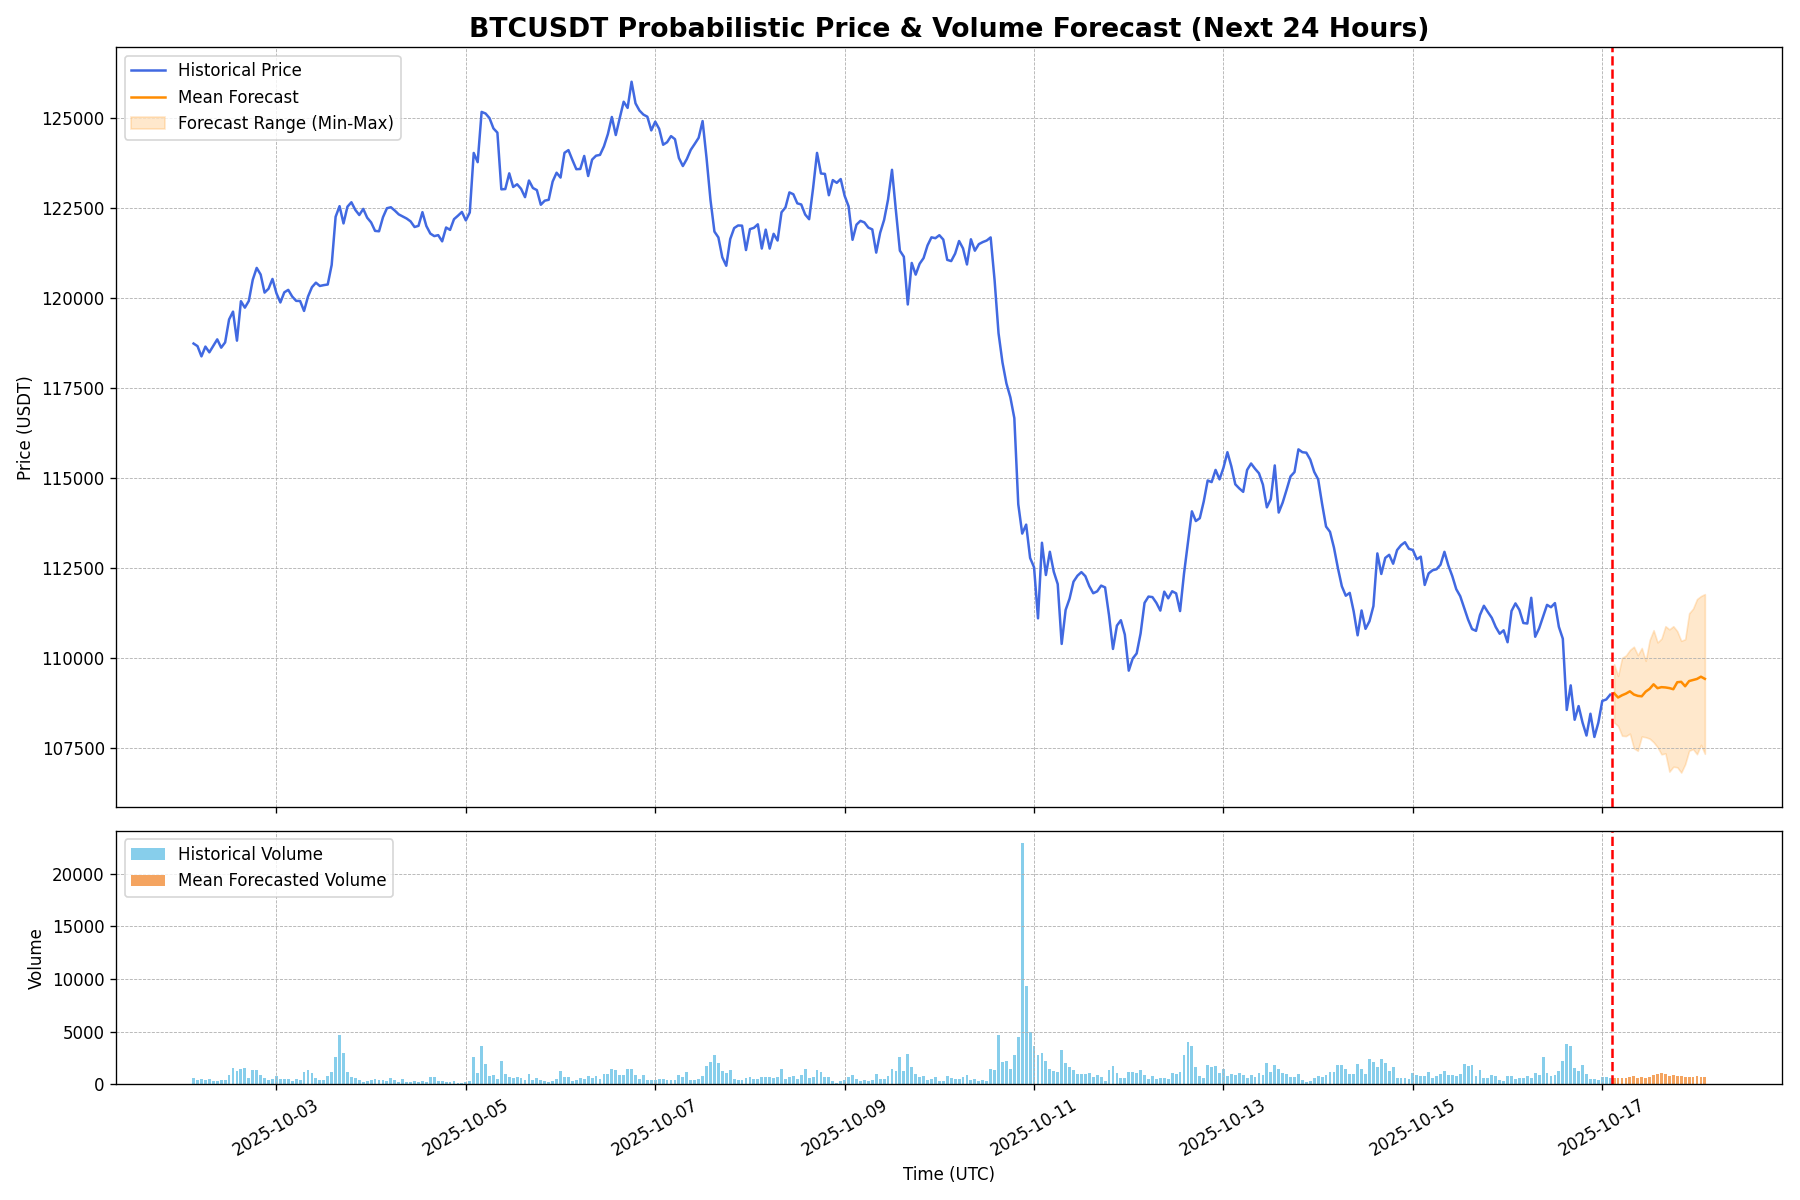 BTCUSDT Probabilistic Price & Volume Forecast (Next 24 Hours)
Historical Price
Mean Forecast
Forecast Range (Min-Max)
125000
122500
120000
117500
115000
112500
110000
107500
Price (USDT)
Historical Volume
Mean Forecasted Volume
20000
15000
10000
5000
0
Volume
2025-10-03
2025-10-05
2025-10-07
2025-10-09
2025-10-11
2025-10-13
2025-10-15
2025-10-17
Time (UTC)